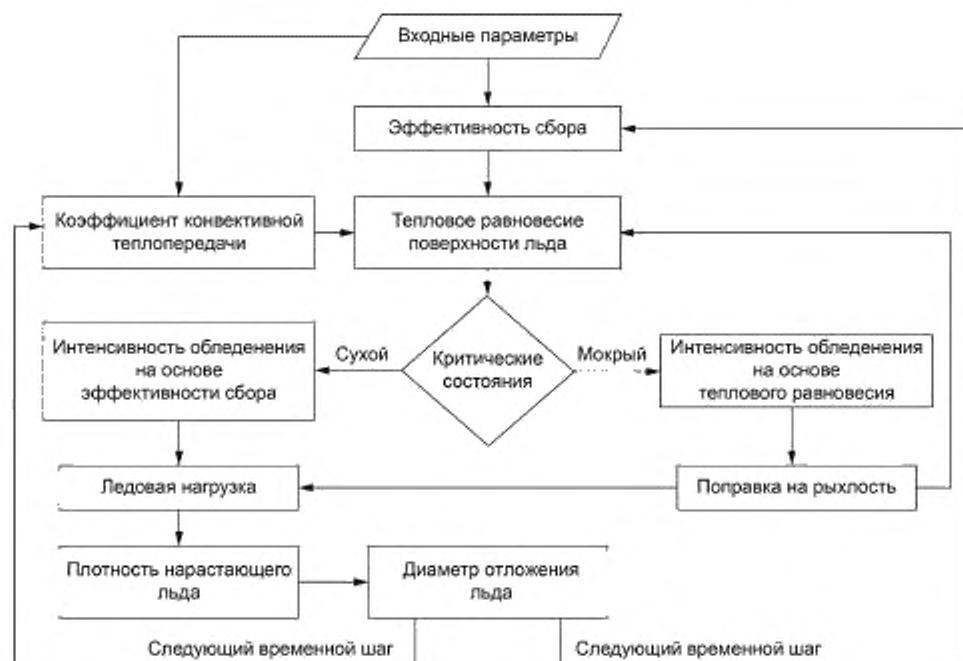 Входные параметры
Эффективность сбора
Коэффициент конвективной
теплопередачи
Тепловое равновесие
поверхности льда
Интенсивность обледенения
на основе
эффективности сбора
Сухой
Критические
состояния
Мокрый
Интенсивность обледенения
на основе
теплового равновесия
Ледовая нагрузка
Поправка на рыхлость
Плотность нарастающего
льда
Диаметр отложения
льда
Следующий временной шаг
Следующий временной шаг